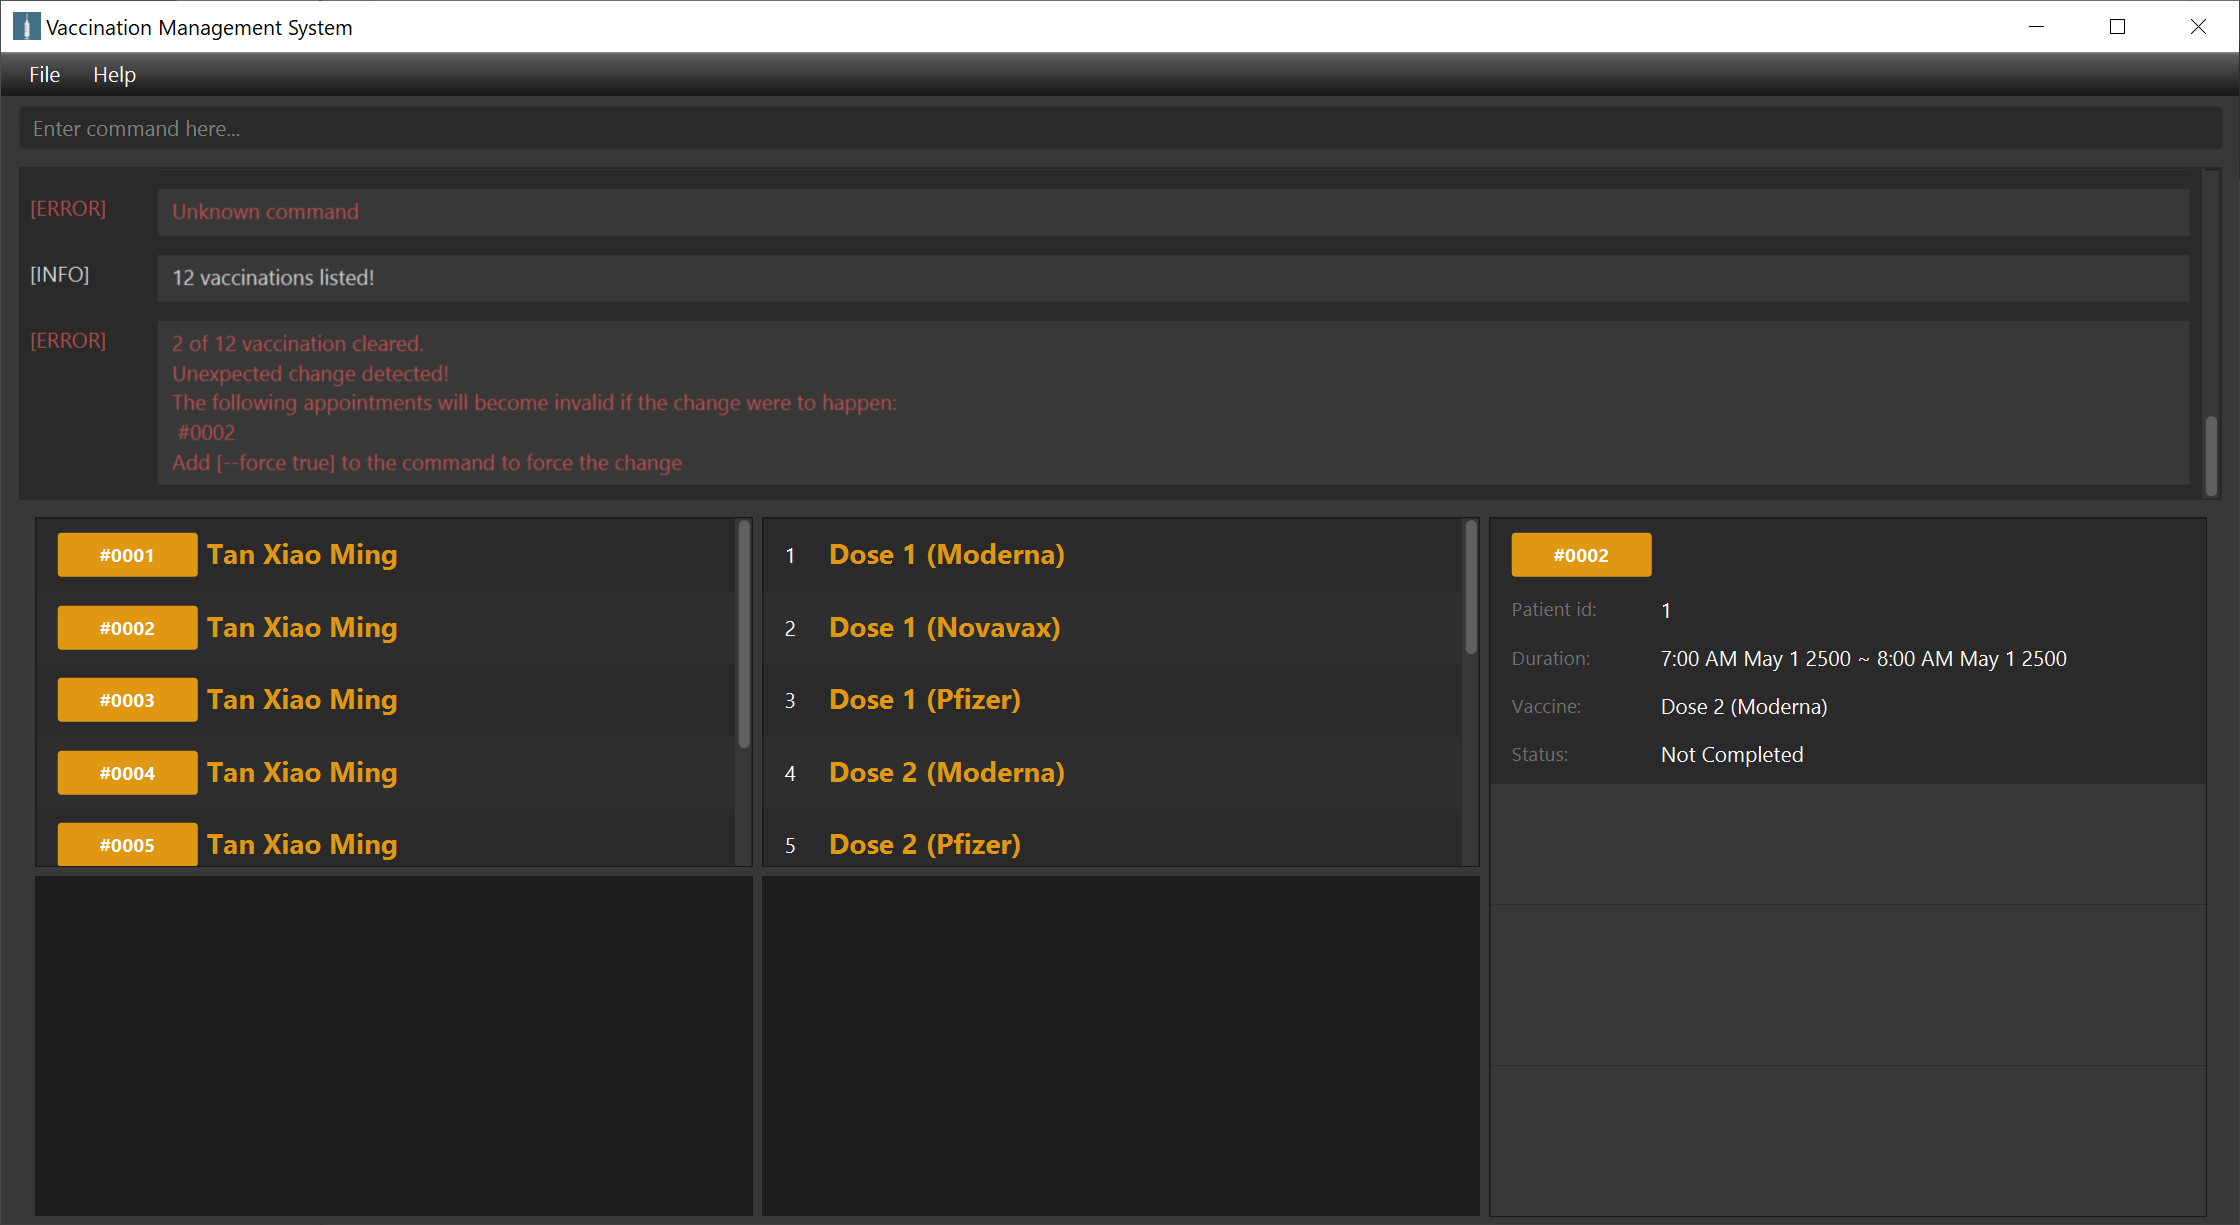 Vaccination Management System
File Help
Enter command here...
[ERROR] Unknown command
[INFO] 12 vaccinations listed!
[ERROR] 2 of 12 vaccination cleared.
Unexpected change detected!
The following appointments will become invalid if the change were to happen:
#0002
Add [--force true] to the command to force the change
#0001 Tan Xiao Ming
#0002 Tan Xiao Ming
#0003 Tan Xiao Ming
#0004 Tan Xiao Ming
#0005 Tan Xiao Ming
1 Dose 1 (Moderna)
2 Dose 1 (Novavax)
3 Dose 1 (Pfizer)
4 Dose 2 (Moderna)
5 Dose 2 (Pfizer)
#0002
Patient id: 1
Duration: 7:00 AM May 1 2500 ~ 8:00 AM May 1 2500
Vaccine: Dose 2 (Moderna)
Status: Not Completed